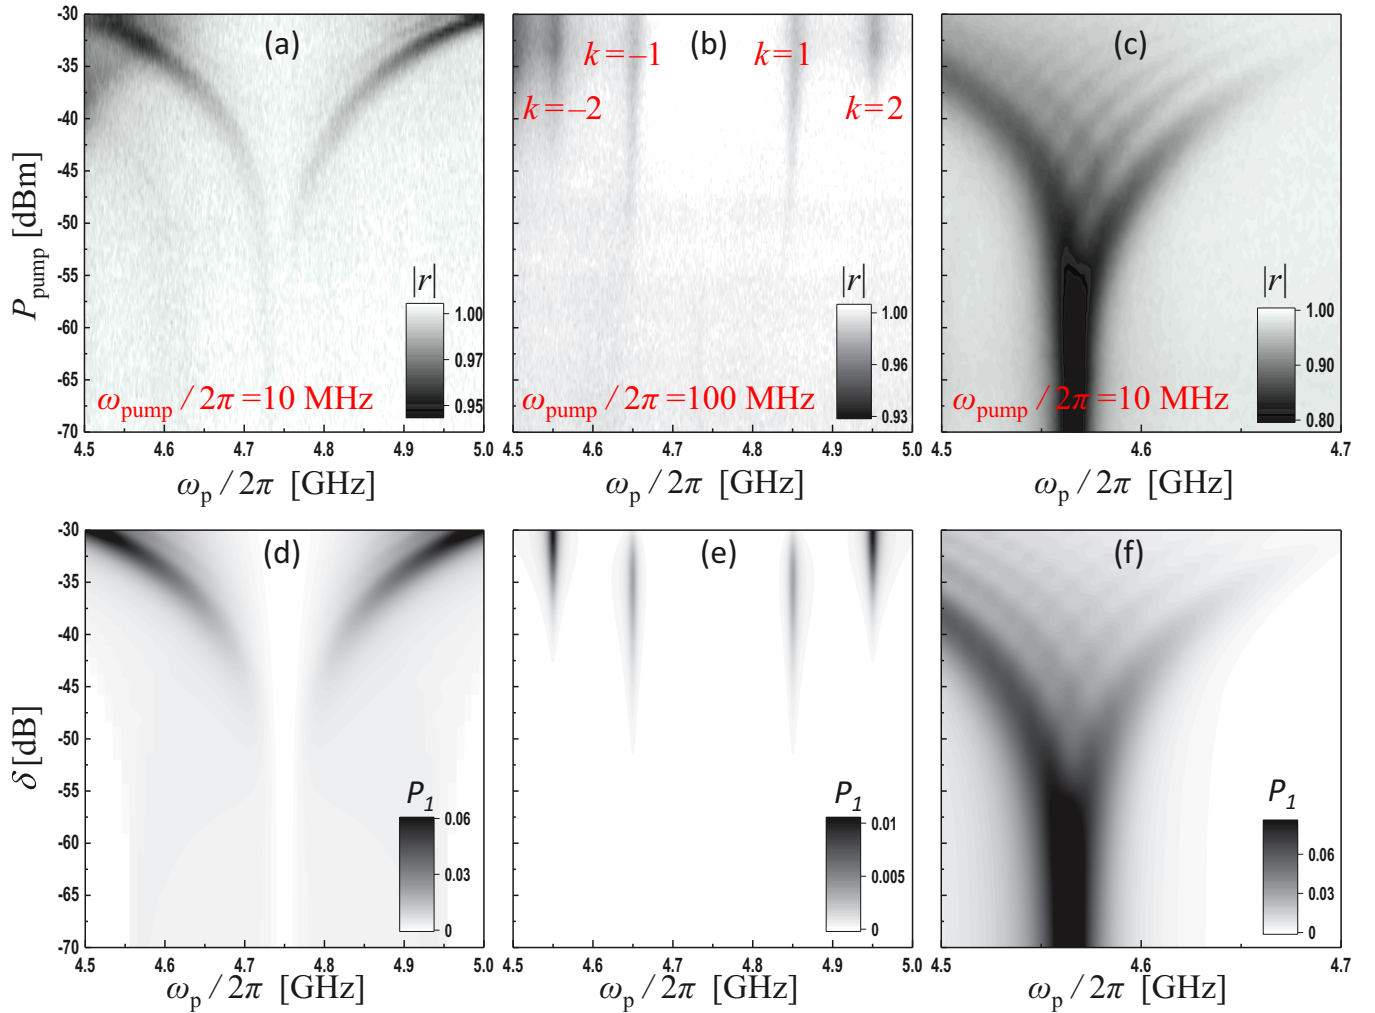 (a)
-30
-35
-40
-45
-50
-55
-60
-65
-70
P_pump [dBm]
|r|
1.00
0.97
0.95
ω_pump / 2π =10 MHz
4.5 4.6 4.7 4.8 4.9 5.0
ω_p / 2π [GHz]
(b)
k=–1
k=1
k=–2
k=2
|r|
1.00
0.96
0.93
ω_pump / 2π =100 MHz
4.5 4.6 4.7 4.8 4.9 5.0
ω_p / 2π [GHz]
(c)
|r|
1.00
0.90
0.80
ω_pump / 2π =10 MHz
4.5 4.6 4.7
ω_p / 2π [GHz]
(d)
-30
-35
-40
-45
-50
-55
-60
-65
-70
δ [dB]
P_1
0.06
0.03
0
4.5 4.6 4.7 4.8 4.9 5.0
ω_p / 2π [GHz]
(e)
P_1
0.01
0.005
0
4.5 4.6 4.7 4.8 4.9 5.0
ω_p / 2π [GHz]
(f)
P_1
0.06
0.03
0
4.5 4.6 4.7
ω_p / 2π [GHz]